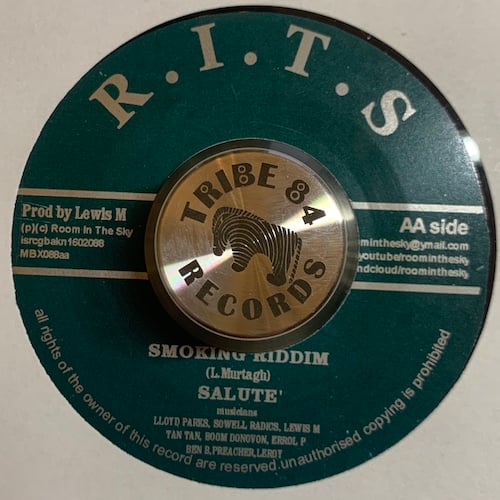 R.I.T.S
TRIBE 84
RECORDS
Prod by Lewis M
(p)(c) Room In The Sky
isrcgbakn1602088
MBX088aa
AA side
minthesky@ymail.com
youtube/roominthesky
ndcloud/roominthesky
SMOKING RIDDIM
(L.Murtagh)
SALUTE'
musicians
LLOYD PARKS, SOWELL RADICS, LEWIS M
TAN TAN, BOOM DONOVON, ERROL P
BEN B,PREACHER,LEROY
all rights of the owner of this record are reserved.unauthorised copying is prohibited